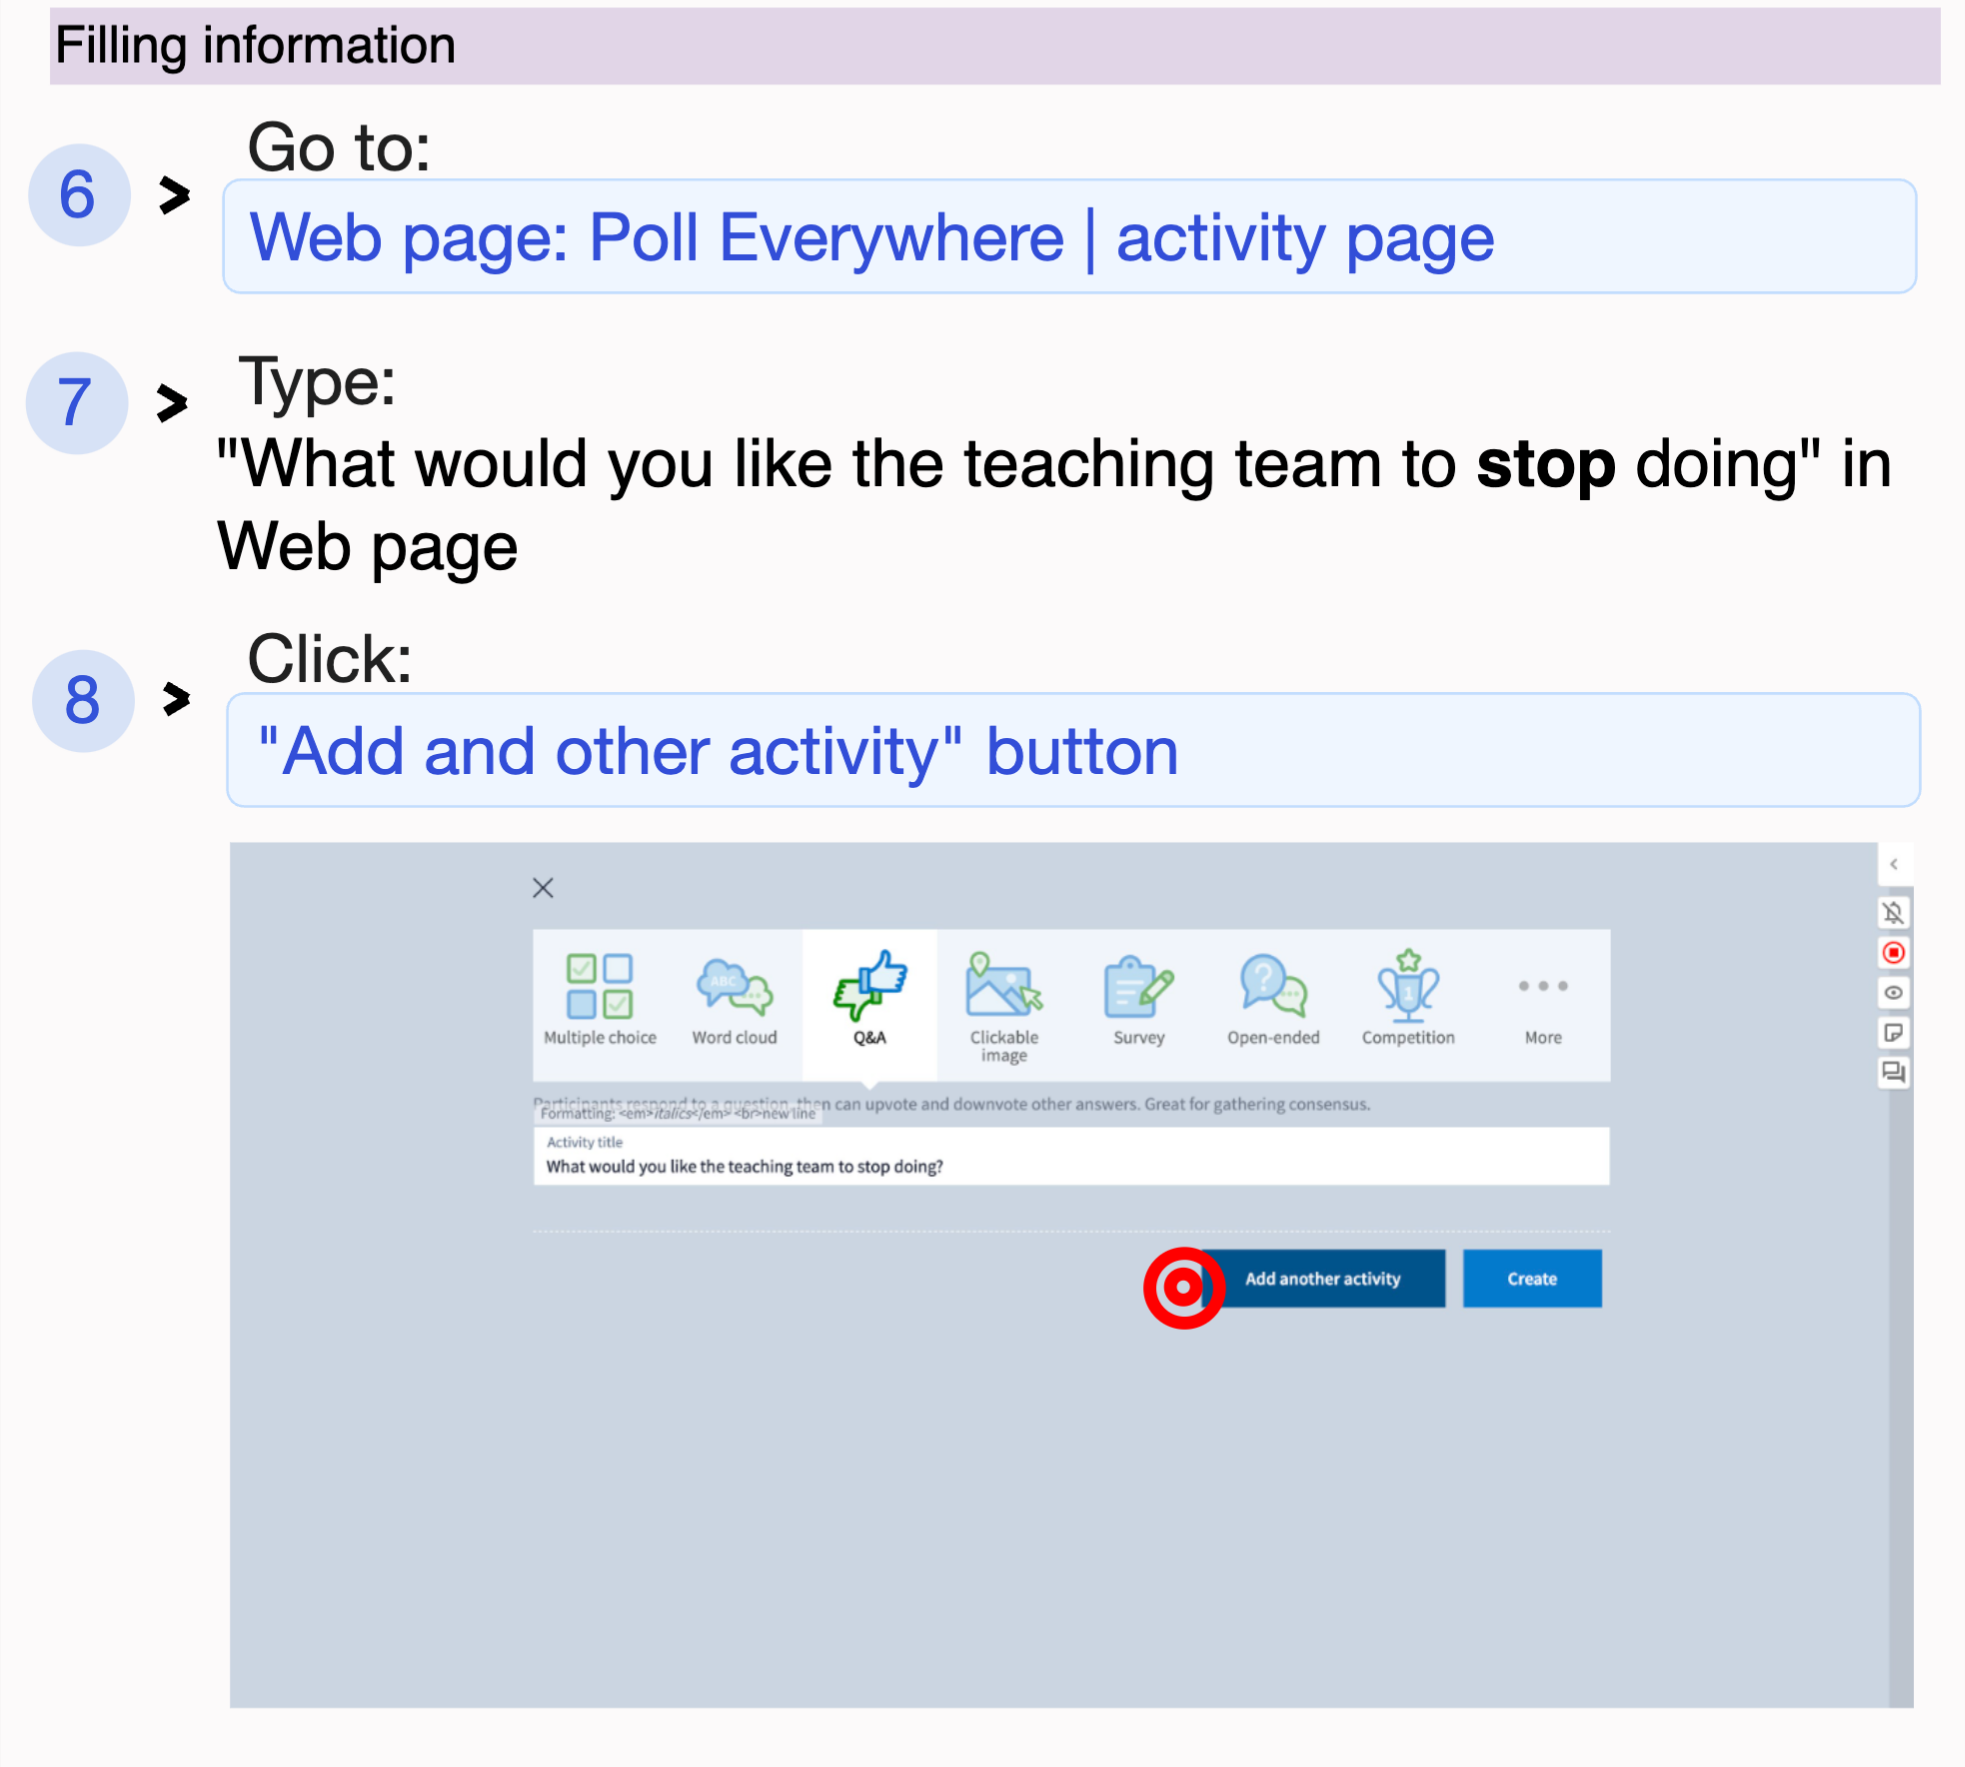 Filling information
Go to:
6 >
Web page: Poll Everywhere | activity page
Type:
7 >
"What would you like the teaching team to stop doing" in
Web page
Click:
8 >
"Add and other activity" button
ABC
?
1
Multiple choice
Word cloud
Q&A
Clickable
image
Survey
Open-ended
Competition
More
Participants respond to a question, then can upvote and downvote other answers. Great for gathering consensus.
Formatting: <em>italics</em> <br>new line
Activity title
What would you like the teaching team to stop doing?
Add another activity
Create